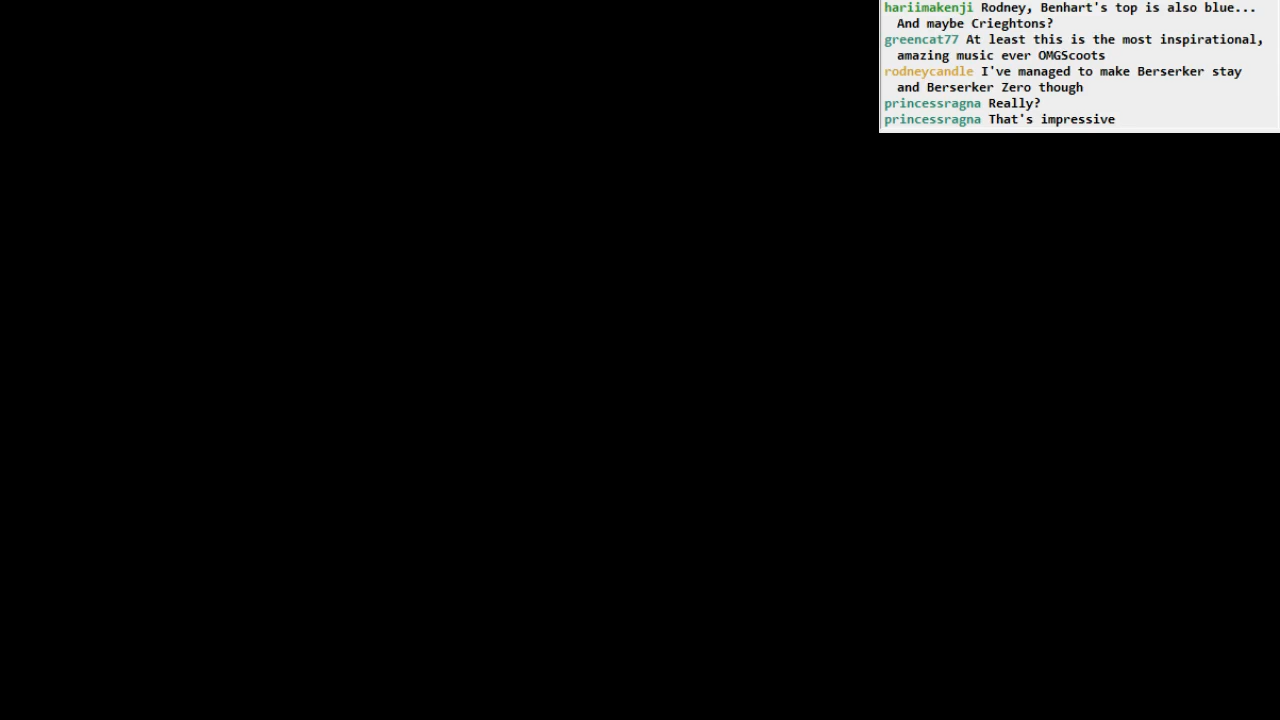 hariimakenji Rodney, Benhart's top is also blue...
And maybe Crieghtons?
greencat77 At least this is the most inspirational,
amazing music ever OMGScoots
rodneycandle I've managed to make Berserker stay
and Berserker Zero though
princessragna Really?
princessragna That's impressive